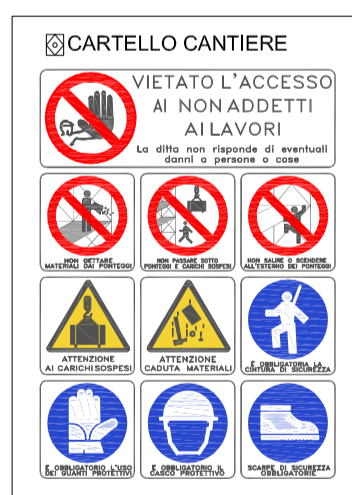 CARTELLO CANTIERE
VIETATO L'ACCESSO
AI NON ADDETTI
AI LAVORI
La ditta non risponde di eventuali
danni a persone o cose
NON GETTARE
MATERIALI DAI PONTEGGI
NON PASSARE SOTTO
PONTEGGI E CARICHI SOSPESI
NON SALIRE O SCENDERE
ALL'ESTERNO DEI PONTEGGI
ATTENZIONE
AI CARICHI SOSPESI
ATTENZIONE
CADUTA MATERIALI
È OBBLIGATORIA LA
CINTURA DI SICUREZZA
È OBBLIGATORIO L'USO
DEI GUANTI PROTETTIVI
È OBBLIGATORIO IL
CASCO PROTETTIVO
SCARPE DI SICUREZZA
OBBLIGATORIE